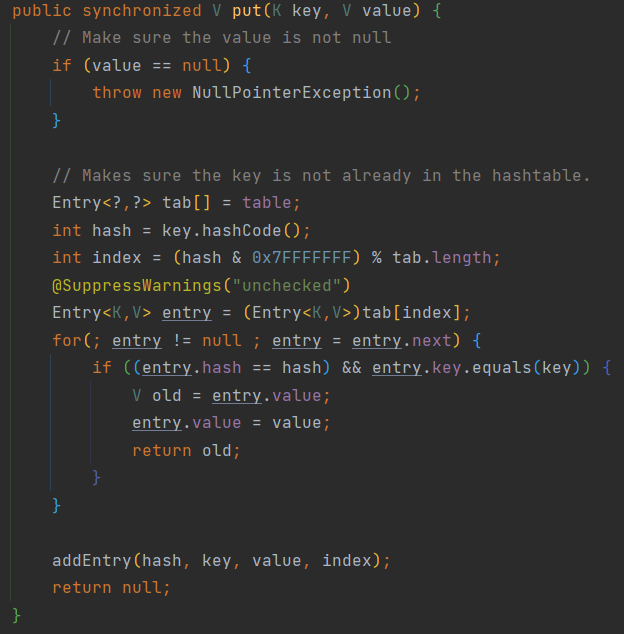 public synchronized V put(K key, V value) {
// Make sure the value is not null
if (value == null) {
throw new NullPointerException();
}
// Makes sure the key is not already in the hashtable.
Entry<?,?> tab[] = table;
int hash = key.hashCode();
int index = (hash & 0x7FFFFFFF) % tab.length;
@SuppressWarnings("unchecked")
Entry<K,V> entry = (Entry<K,V>)tab[index];
for(; entry != null ; entry = entry.next) {
if ((entry.hash == hash) && entry.key.equals(key)) {
V old = entry.value;
entry.value = value;
return old;
}
}
addEntry(hash, key, value, index);
return null;
}